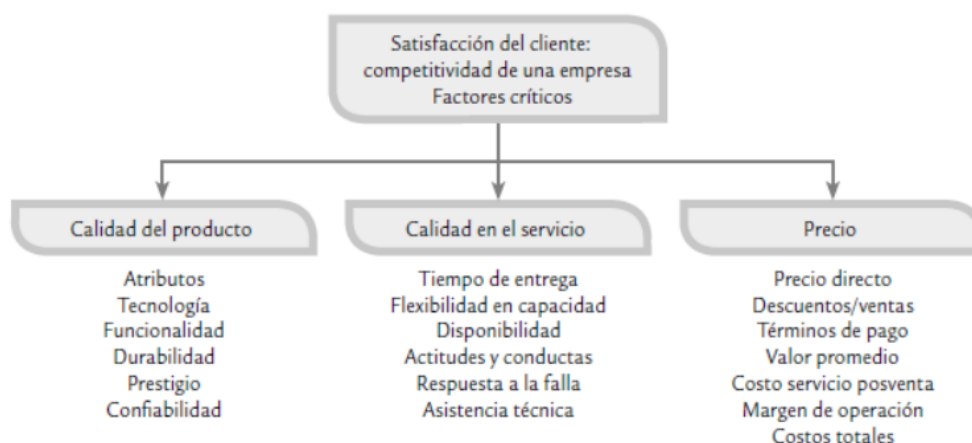 Satisfacción del cliente:
competitividad de una empresa
Factores críticos
Calidad del producto
Atributos
Tecnología
Funcionalidad
Durabilidad
Prestigio
Confiabilidad
Calidad en el servicio
Tiempo de entrega
Flexibilidad en capacidad
Disponibilidad
Actitudes y conductas
Respuesta a la falla
Asistencia técnica
Precio
Precio directo
Descuentos/ventas
Términos de pago
Valor promedio
Costo servicio posventa
Margen de operación
Costos totales